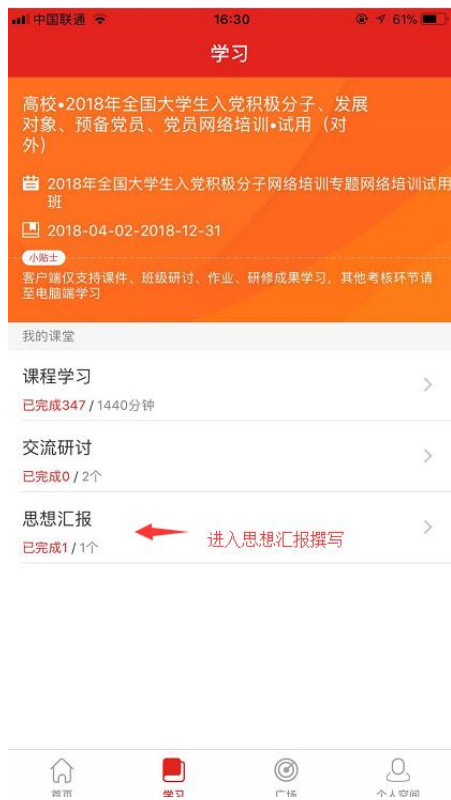 中国联通 16:30 61%
学习
高校•2018年全国大学生入党积极分子、发展
对象、预备党员、党员网络培训•试用（对
外）
2018年全国大学生入党积极分子网络培训专题网络培训试用
班
2018-04-02-2018-12-31
小贴士
客户端仅支持课件、班级研讨、作业、研修成果学习，其他考核环节请
至电脑端学习
我的课堂
课程学习
已完成347 / 1440分钟
交流研讨
已完成0 / 2个
思想汇报
已完成1 / 1个
进入思想汇报撰写
首页 学习 广场 个人空间